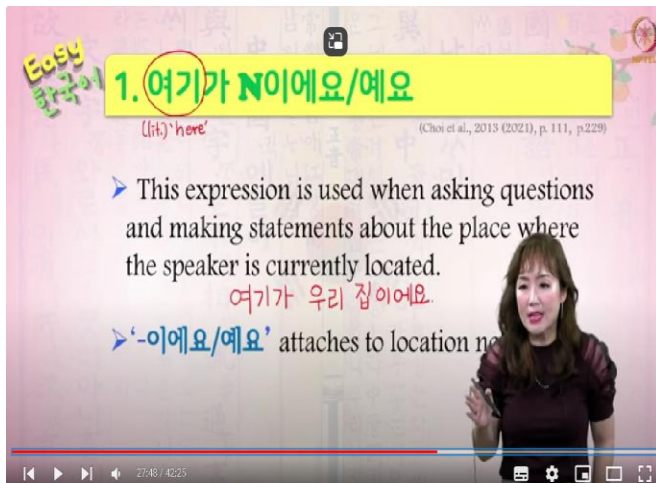 Easy
한국어
1. 여기가 N이에요/예요
(lit.) 'here'
(Choi et al., 2013 (2021), p. 111, p.229)
➤ This expression is used when asking questions
and making statements about the place where
the speaker is currently located.
여기가 우리 집이에요.
➤ '-이에요/예요' attaches to location
NPTEL
27:48 / 42:25